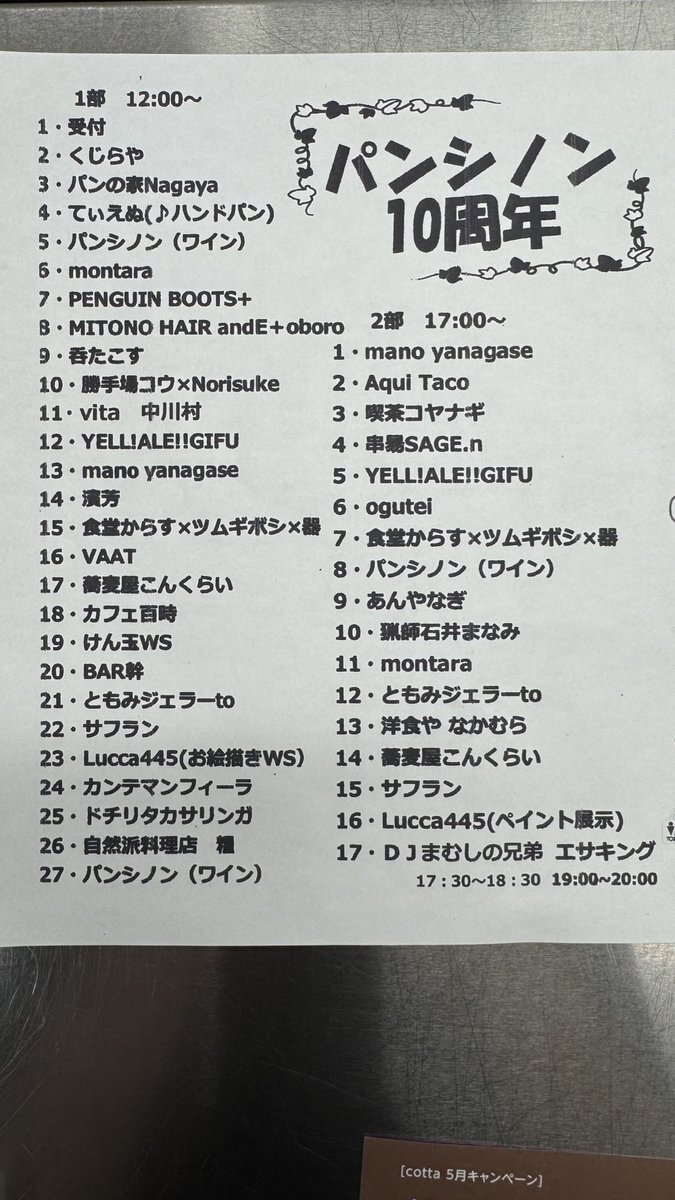 パンシノン
10周年
1部 12:00～
1・受付
2・くじらや
3・パンの家Nagaya
4・てぃえぬ(♪ハンドパン)
5・パンシノン（ワイン）
6・montara
7・PENGUIN BOOTS+
8・MITONO HAIR andE＋oboro
9・呑たこす
10・勝手場コウ×Norisuke
11・vita 中川村
12・YELL!ALE!!GIFU
13・mano yanagase
14・濱芳
15・食堂からす×ツムギボシ×器
16・VAAT
17・蕎麦屋こんくらい
18・カフェ百時
19・けん玉WS
20・BAR幹
21・ともみジェラーto
22・サフラン
23・Lucca445(お絵描きWS）
24・カンテマンフィーラ
25・ドチリタカサリンガ
26・自然派料理店 糧
27・パンシノン（ワイン）
2部 17:00～
1・mano yanagase
2・Aqui Taco
3・喫茶コヤナギ
4・串揚SAGE.n
5・YELL!ALE!!GIFU
6・ogutei
7・食堂からす×ツムギボシ×器
8・パンシノン（ワイン）
9・あんやなぎ
10・猟師石井まなみ
11・montara
12・ともみジェラーto
13・洋食や なかむら
14・蕎麦屋こんくらい
15・サフラン
16・Lucca445(ペイント展示)
17・ＤＪまむしの兄弟 エサキング
17：30～18：30 19:00~20:00
[cotta 5月キャンペーン]